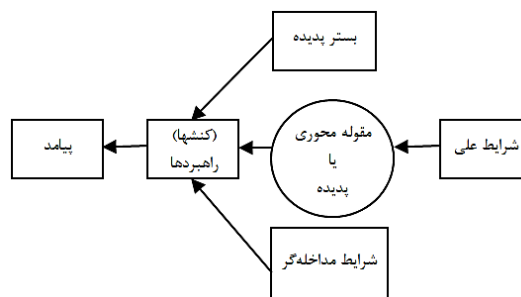 بستر پدیده
شرایط علی
مقوله محوری
یا
پدیده
(کنشها)
راهبردها
پیامد
شرایط مداخله‌گر